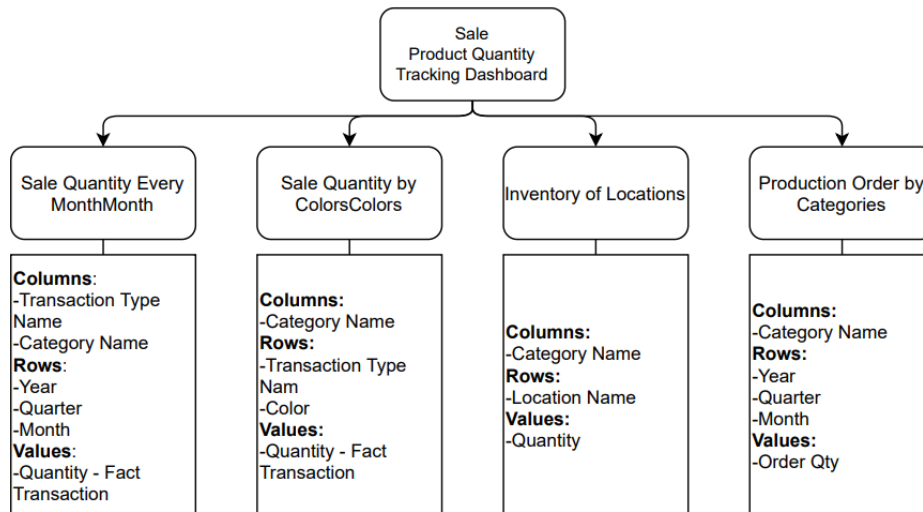 Sale
Product Quantity
Tracking Dashboard
Sale Quantity Every
MonthMonth
Sale Quantity by
ColorsColors
Inventory of Locations
Production Order by
Categories
Columns:
-Transaction Type
Name
-Category Name
Rows:
-Year
-Quarter
-Month
Values:
-Quantity - Fact
Transaction
Columns:
-Category Name
Rows:
-Transaction Type
Nam
-Color
Values:
-Quantity - Fact
Transaction
Columns:
-Category Name
Rows:
-Location Name
Values:
-Quantity
Columns:
-Category Name
Rows:
-Year
-Quarter
-Month
Values:
-Order Qty